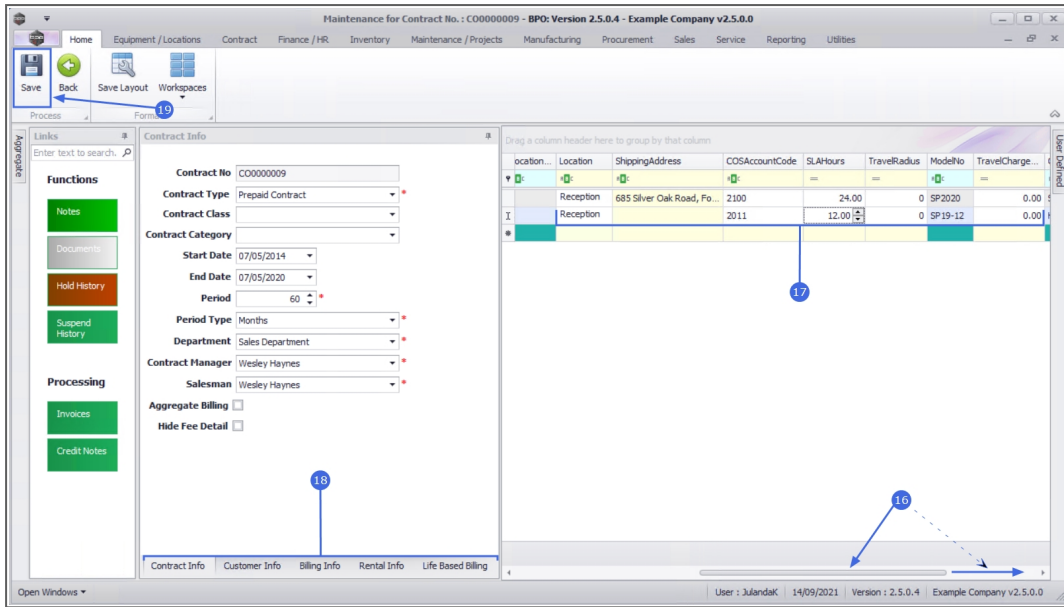 Maintenance for Contract No. : CO0000009 - BPO: Version 2.5.0.4 - Example Company v2.5.0.0
Home Equipment / Locations Contract Finance / HR Inventory Maintenance / Projects Manufacturing Procurement Sales Service Reporting Utilities
Save Back Save Layout Workspaces
19
Process
Aggregate
Links
Enter text to search.
Functions
Notes
Documents
Hold History
Suspend
History
Processing
Invoices
Credit Notes
Contract Info
Contract No CO0000009
Contract Type Prepaid Contract *
Contract Class
Contract Category
Start Date 07/05/2014
End Date 07/05/2020
Period 60 *
Period Type Months *
Department Sales Department *
Contract Manager Wesley Haynes *
Salesman Wesley Haynes *
Aggregate Billing
Hide Fee Detail
18
Contract Info Customer Info Billing Info Rental Info Life Based Billing
Drag a column header here to group by that column
ocation... Location ShippingAddress COSAccountCode SLAHours TravelRadius ModelNo TravelCharge...
= = =
Reception 685 Silver Oak Road, Fo... 2100 24.00 0 SP2020 0.00
Reception 2011 12.00 0 SP19-12 0.00
17
16
User Defined
Open Windows User : JulandaK 14/09/2021 Version : 2.5.0.4 Example Company v2.5.0.0